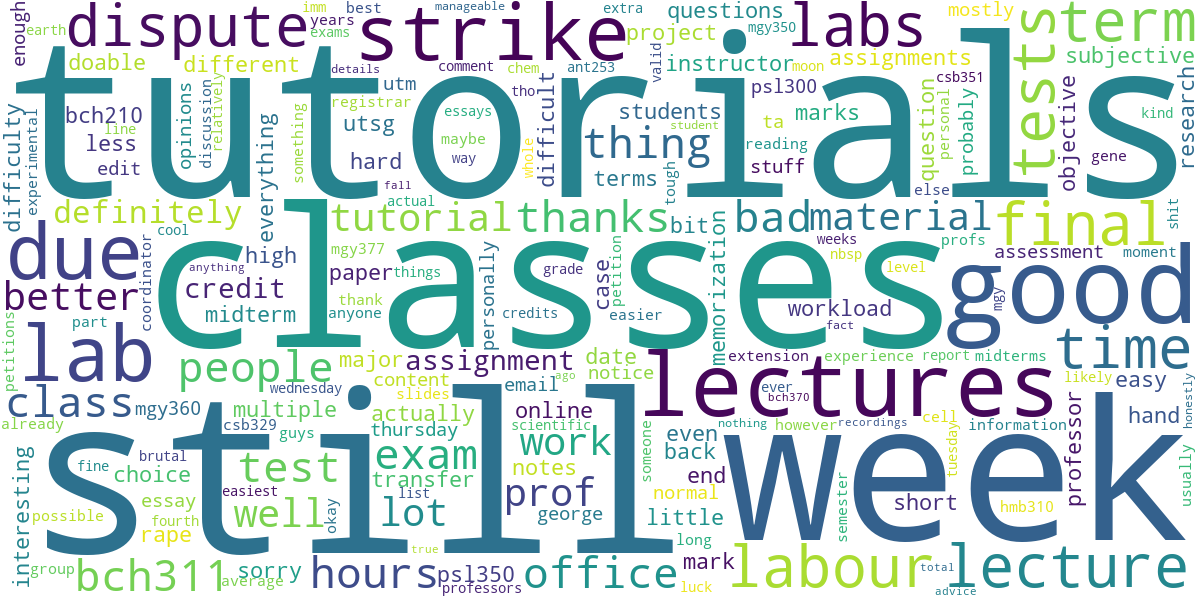 tutorials
classes
still
week
strike
dispute
labs
term
tests
good
due
lab
lectures
final
thing
thanks
tutorial
bad
material
time
better
people
class
test
exam
work
prof
lot
well
hours
office
labour
lecture
bch311
definitely
credit
assignment
enough
earth
imm
years
exams
best
manageable
extra
project
questions
mgy350
mostly
doable
different
details
comment
chem
ant253
valid
instructor
moon
assignments
subjective
difficulty
experimental
bch210
line
less
edit
opinions
discussion
relatively
everything
something
registrar
utm
utsg
hard
fall
actual
tho
essays
maybe
way
whole
difficult
students
student
terms
tough
psl300
ta
marks
reading
stuff
csb351
question
personal
probably
else
objective
gene
kind
research
shit
cool
mgy377
anything
high
paper
things
midterm
thank
anyone
coordinator
personally
grade
credits
case
petition
easier
bit
memorization
weeks
nbsp
profs
level
assessment
moment
workload
fact
mgy
petitions
part
major
content
slides
date
notice
ago
email
extension
experience
report
midterms
likely
easy
already
mgy360
wednesday
multiple
csb329
guys
actually
thursday
online
scientific
transfer
notes
george
someone
even
back
end
normal
little
long
ever
bch370
nothing
however
recordings
cell
tuesday
information
hand
honestly
usually
professor
short
semester
hmb310
interesting
fine
brutal
choice
possible
essay
fourth
rape
easiest
okay
list
true
group
average
sorry
psl350
professors
mark
luck
total
advice